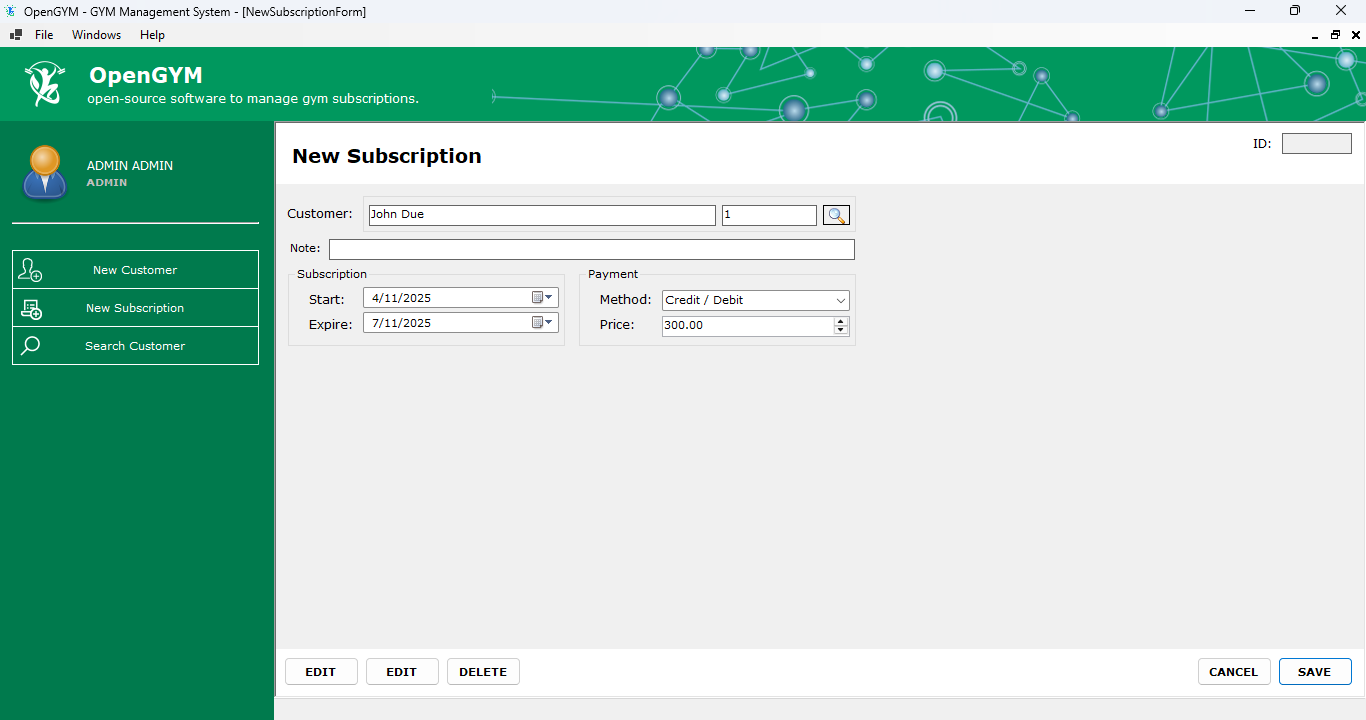 OpenGYM - GYM Management System - [NewSubscriptionForm]
File Windows Help
OpenGYM
open-source software to manage gym subscriptions.
ADMIN ADMIN
ADMIN
New Customer
New Subscription
Search Customer
New Subscription
ID:
Customer: John Due 1
Note:
Subscription
Start: 4/11/2025
Expire: 7/11/2025
Payment
Method: Credit / Debit
Price: 300.00
EDIT EDIT DELETE CANCEL SAVE